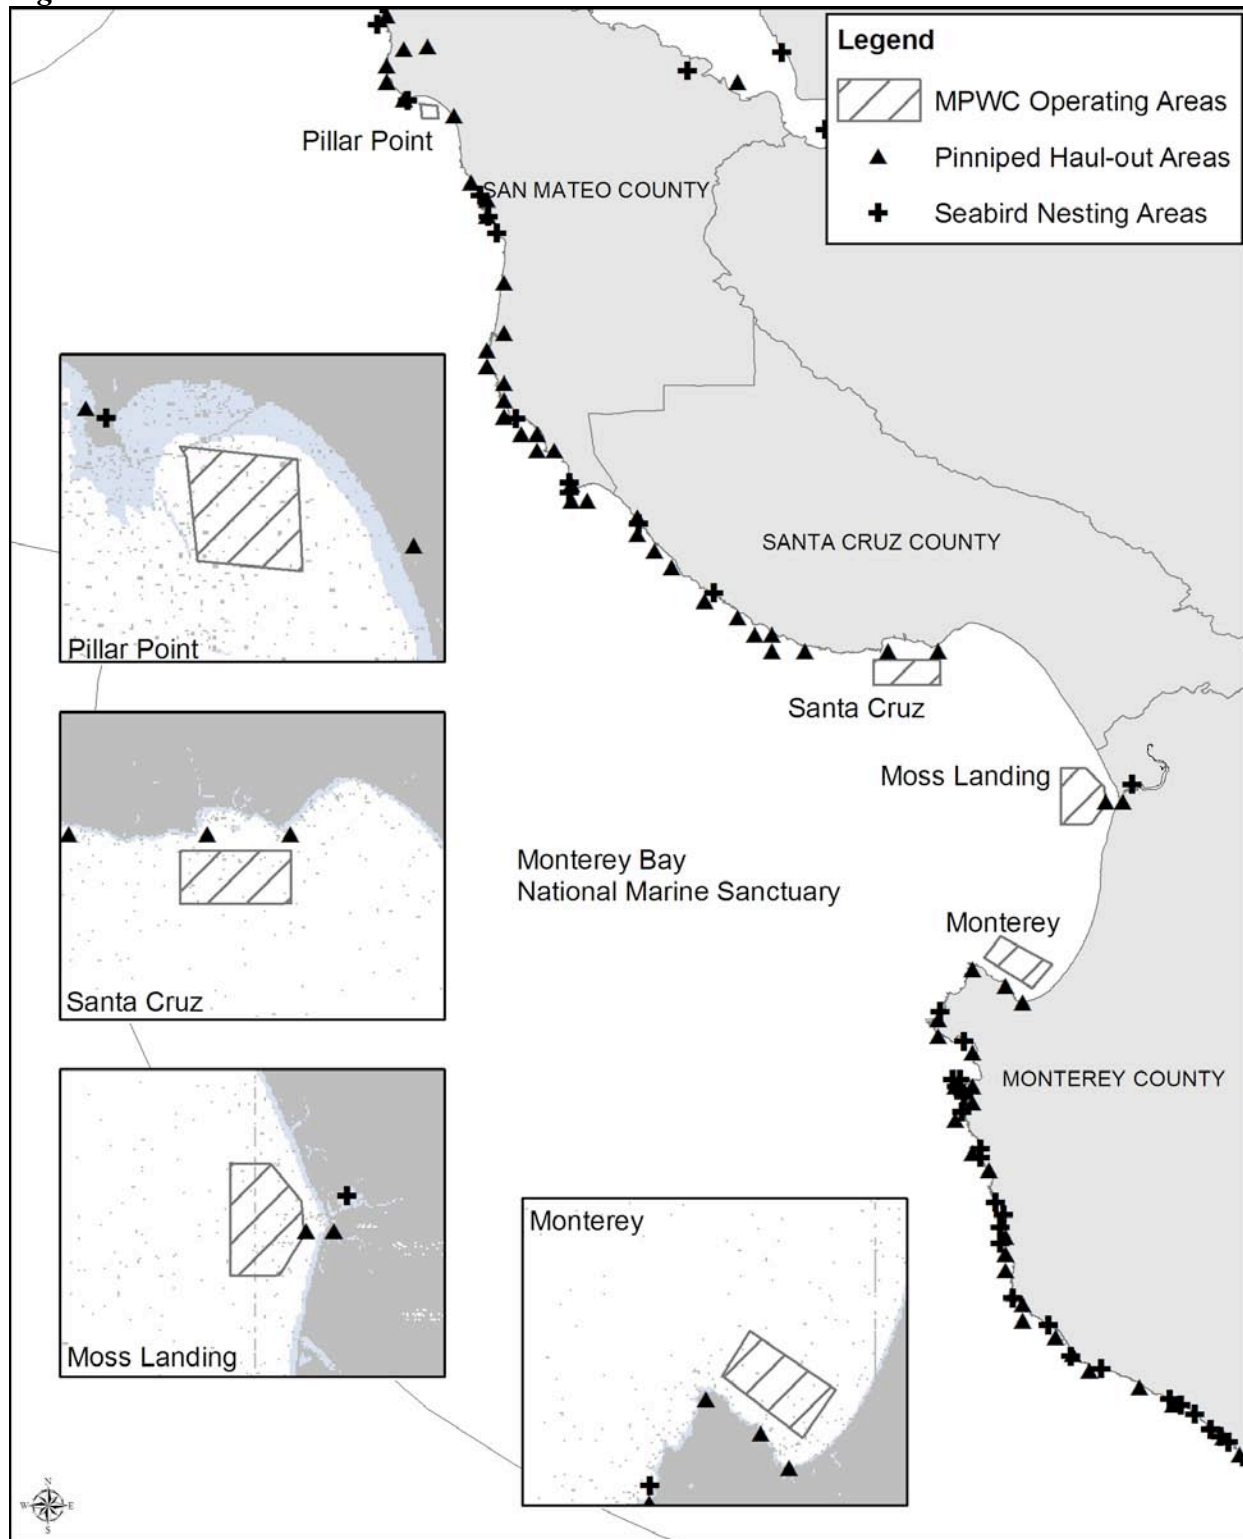 Legend
MPWC Operating Areas
Pinniped Haul-out Areas
Seabird Nesting Areas
Pillar Point
SAN MATEO COUNTY
SANTA CRUZ COUNTY
Pillar Point
Santa Cruz
Moss Landing
Monterey Bay
National Marine Sanctuary
Monterey
Santa Cruz
MONTEREY COUNTY
Monterey
Moss Landing
N
W
E
S